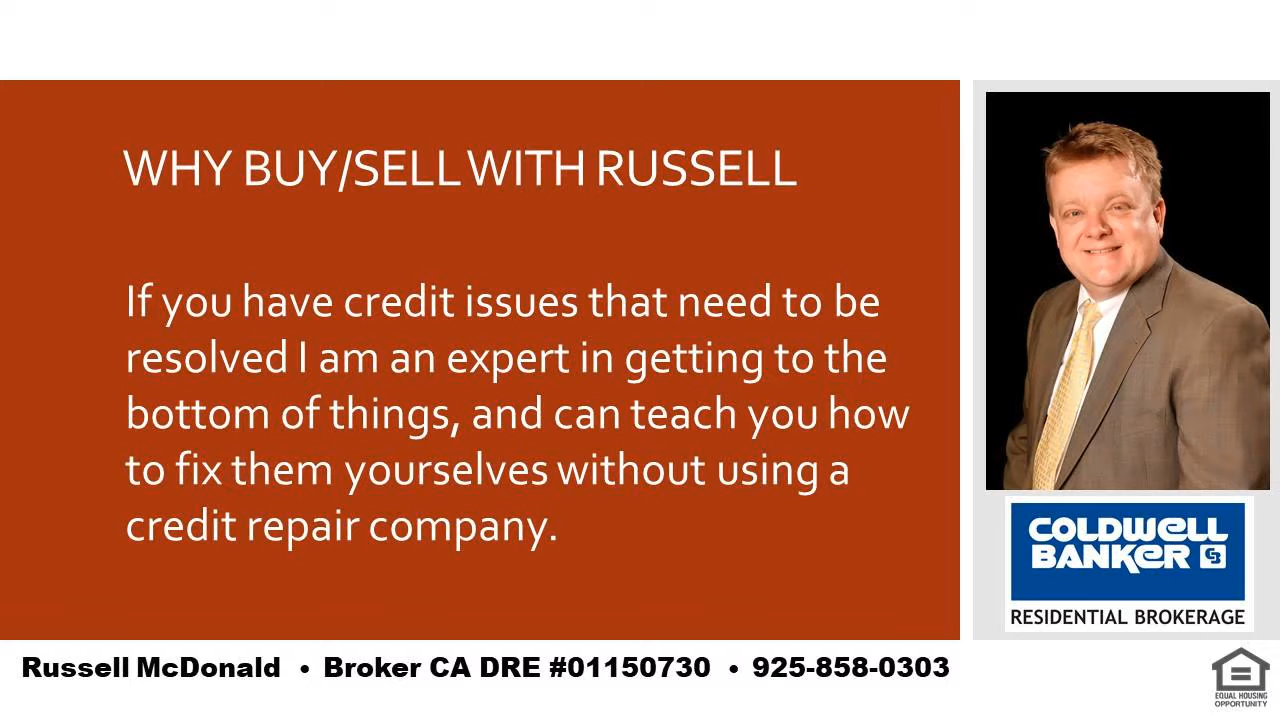 WHY BUY/SELL WITH RUSSELL
If you have credit issues that need to be
resolved I am an expert in getting to the
bottom of things, and can teach you how
to fix them yourselves without using a
credit repair company.
COLDWELL
BANKER CB
RESIDENTIAL BROKERAGE
Russell McDonald • Broker CA DRE #01150730 • 925-858-0303
EQUAL HOUSING
OPPORTUNITY